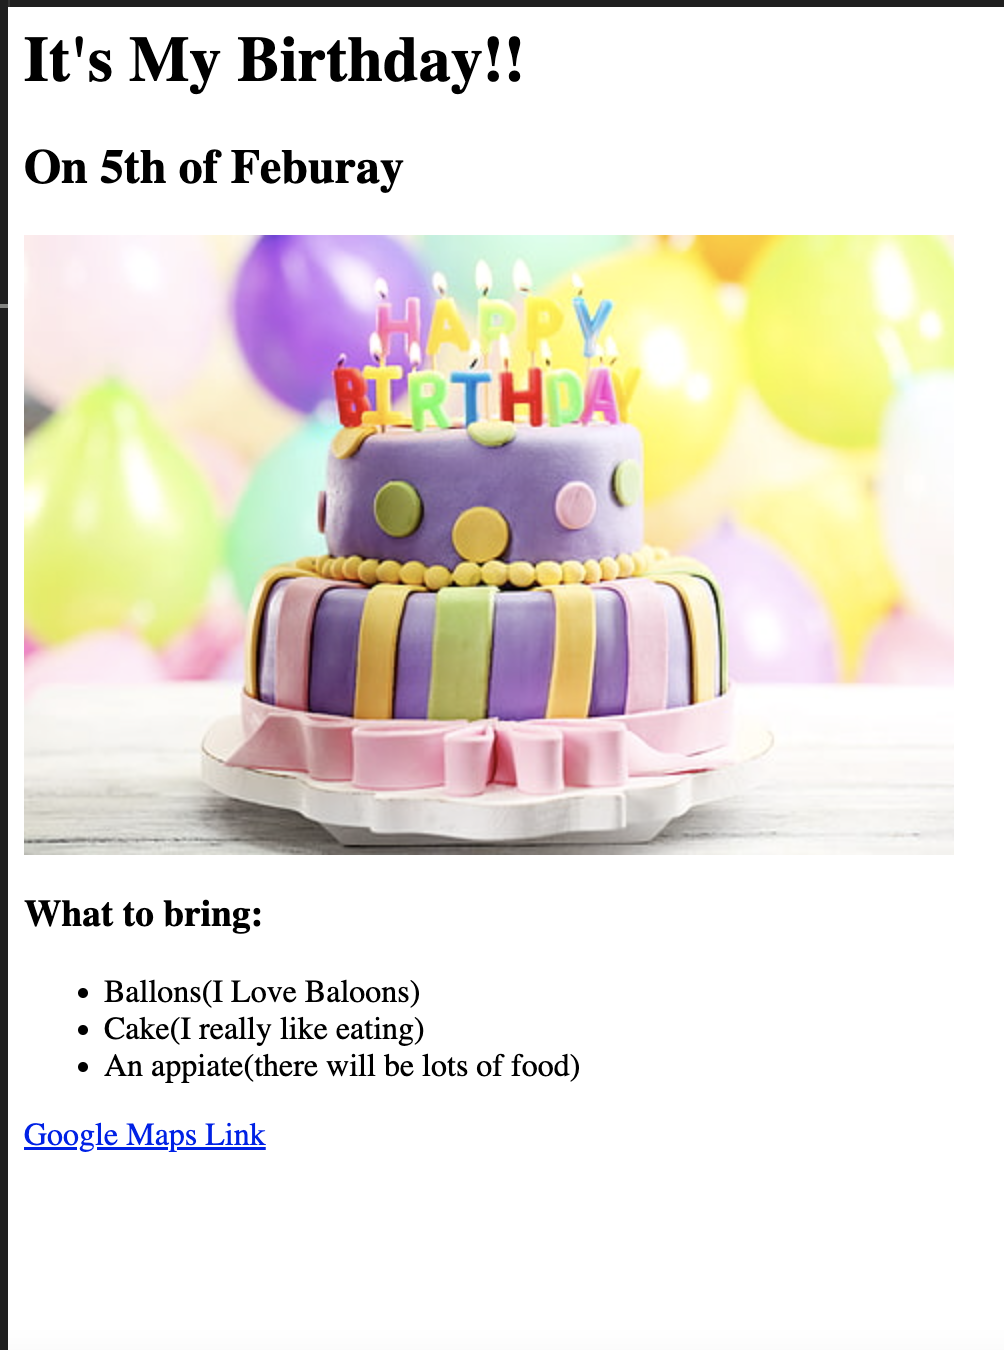 It's My Birthday!!
On 5th of Feburay
HAPPY
BIRTHDAY
What to bring:
Ballons(I Love Baloons)
Cake(I really like eating)
An appiate(there will be lots of food)
Google Maps Link